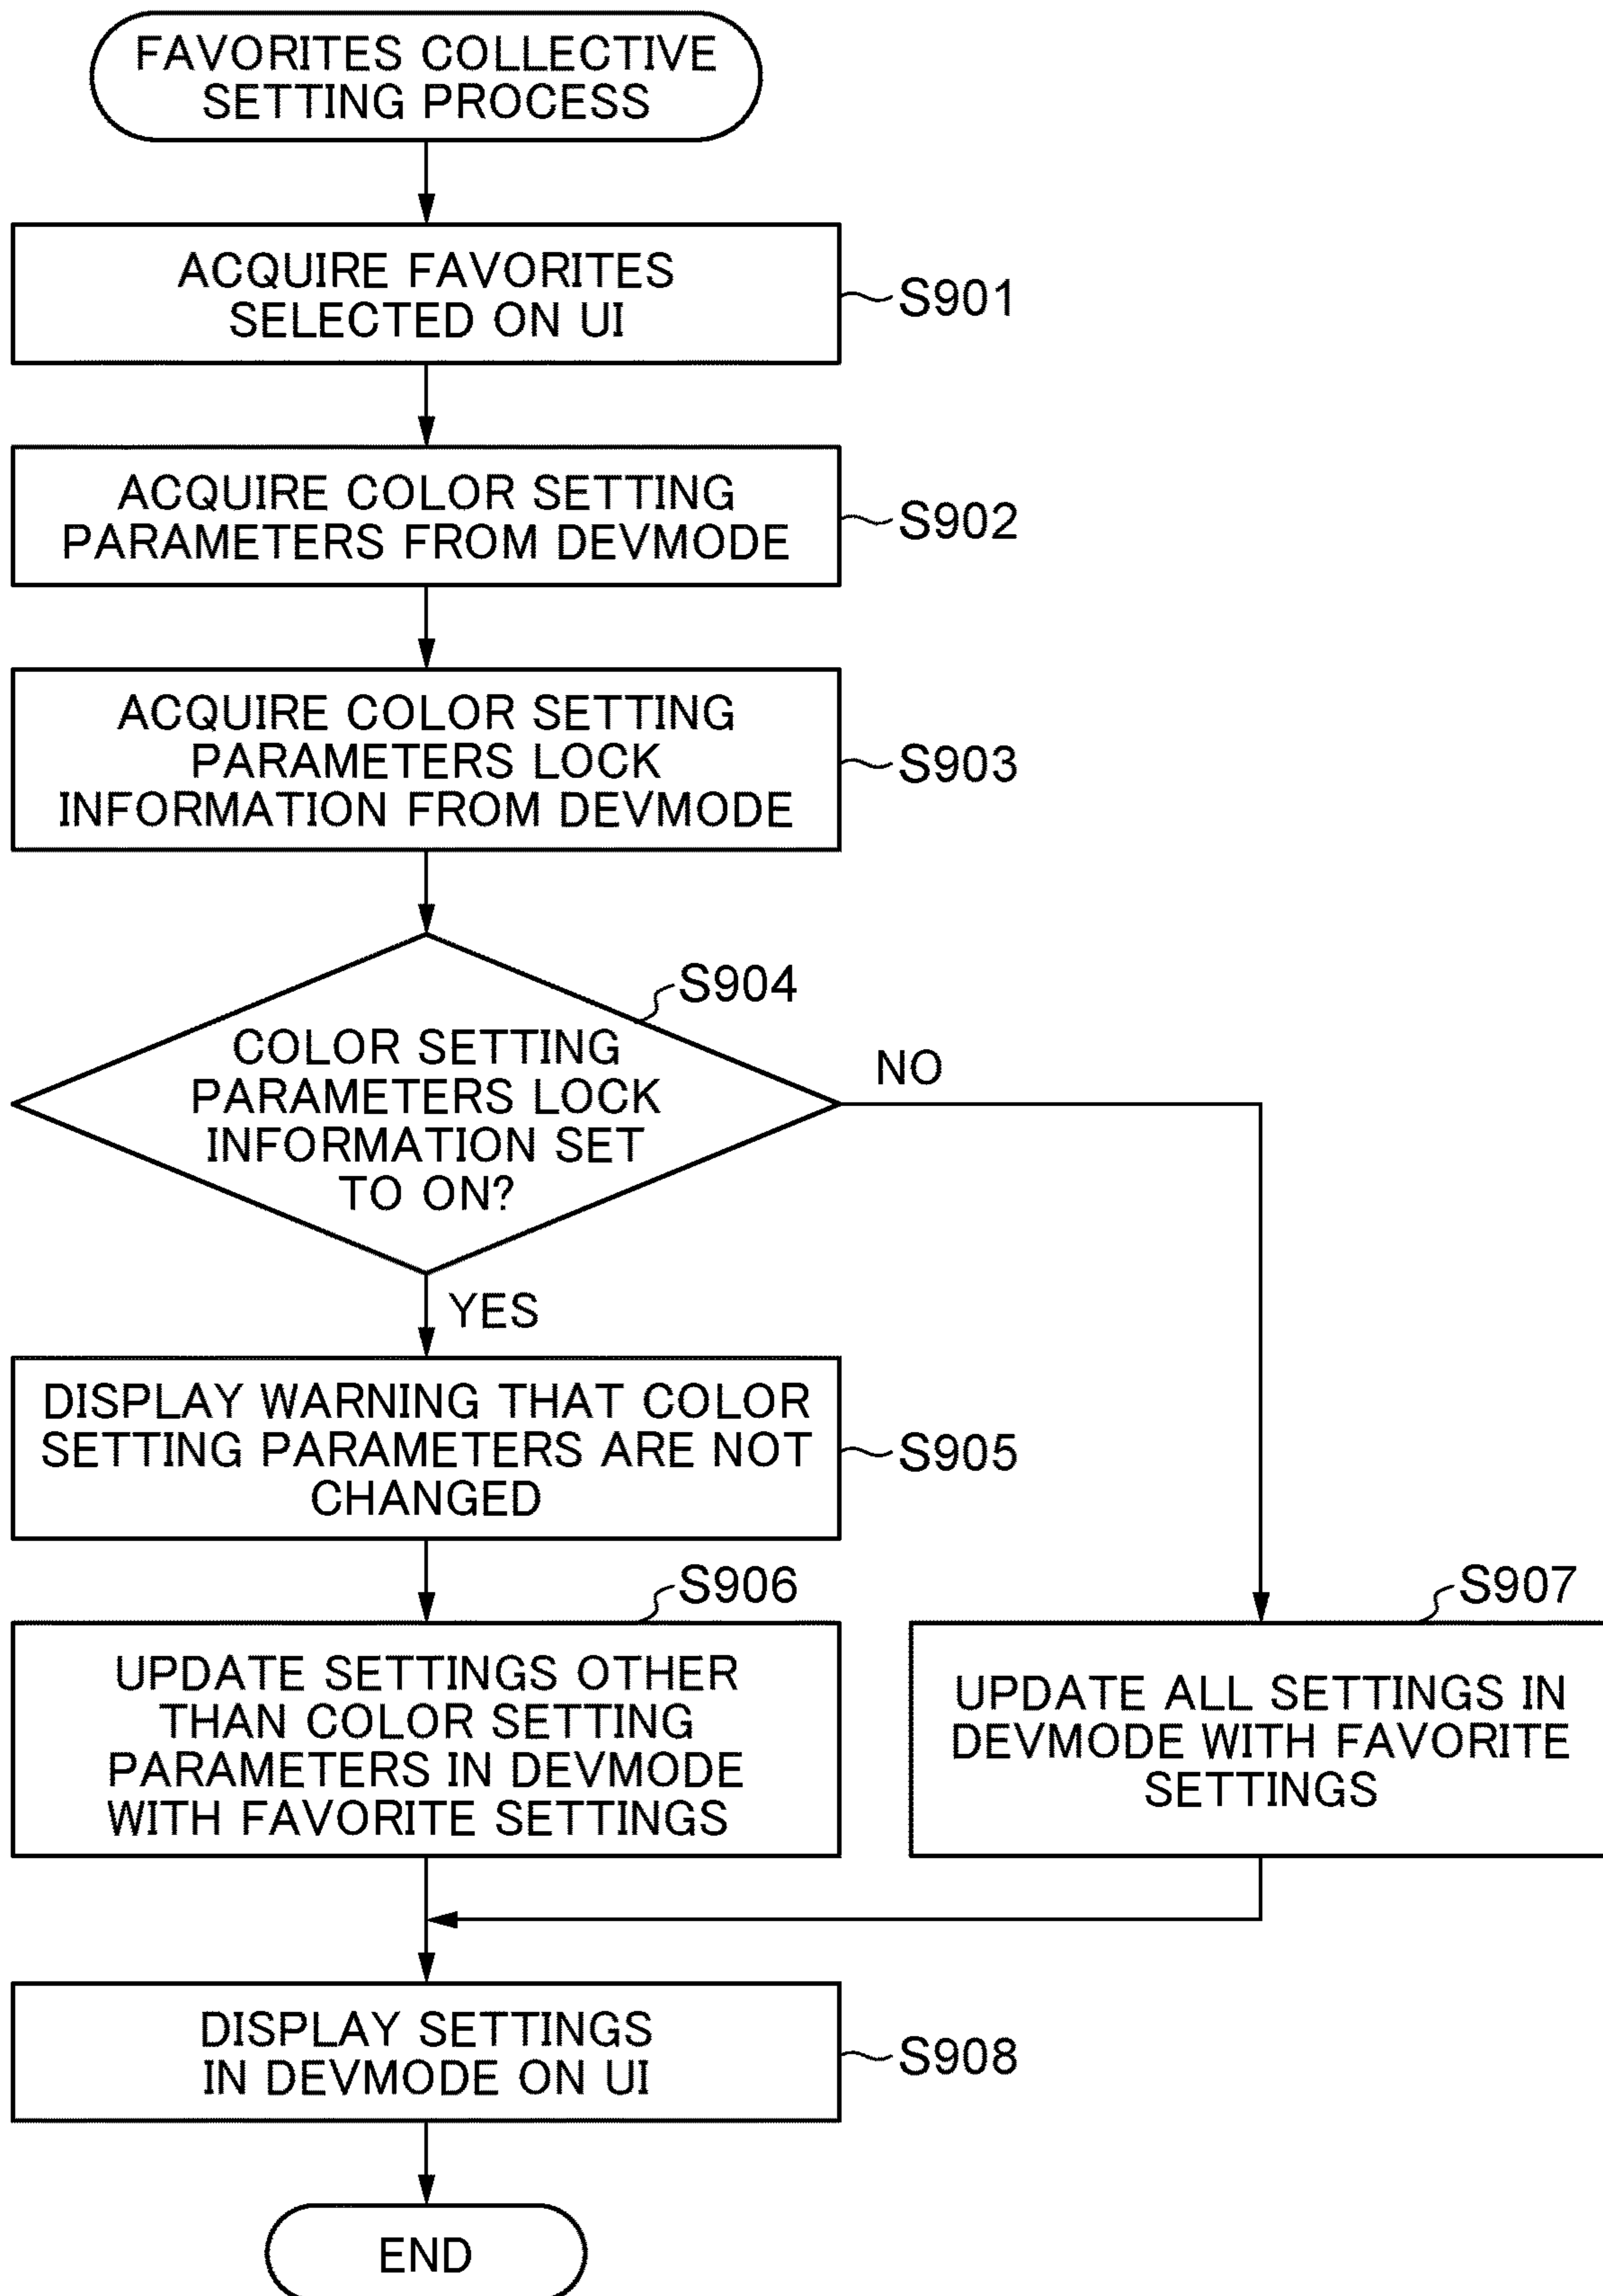 FAVORITES COLLECTIVE
SETTING PROCESS
ACQUIRE FAVORITES
SELECTED ON UI
S901
ACQUIRE COLOR SETTING
PARAMETERS FROM DEVMODE
S902
ACQUIRE COLOR SETTING
PARAMETERS LOCK
INFORMATION FROM DEVMODE
S903
S904
COLOR SETTING
PARAMETERS LOCK
INFORMATION SET
TO ON?
NO
YES
DISPLAY WARNING THAT COLOR
SETTING PARAMETERS ARE NOT
CHANGED
S905
S906
UPDATE SETTINGS OTHER
THAN COLOR SETTING
PARAMETERS IN DEVMODE
WITH FAVORITE SETTINGS
S907
UPDATE ALL SETTINGS IN
DEVMODE WITH FAVORITE
SETTINGS
DISPLAY SETTINGS
IN DEVMODE ON UI
S908
END